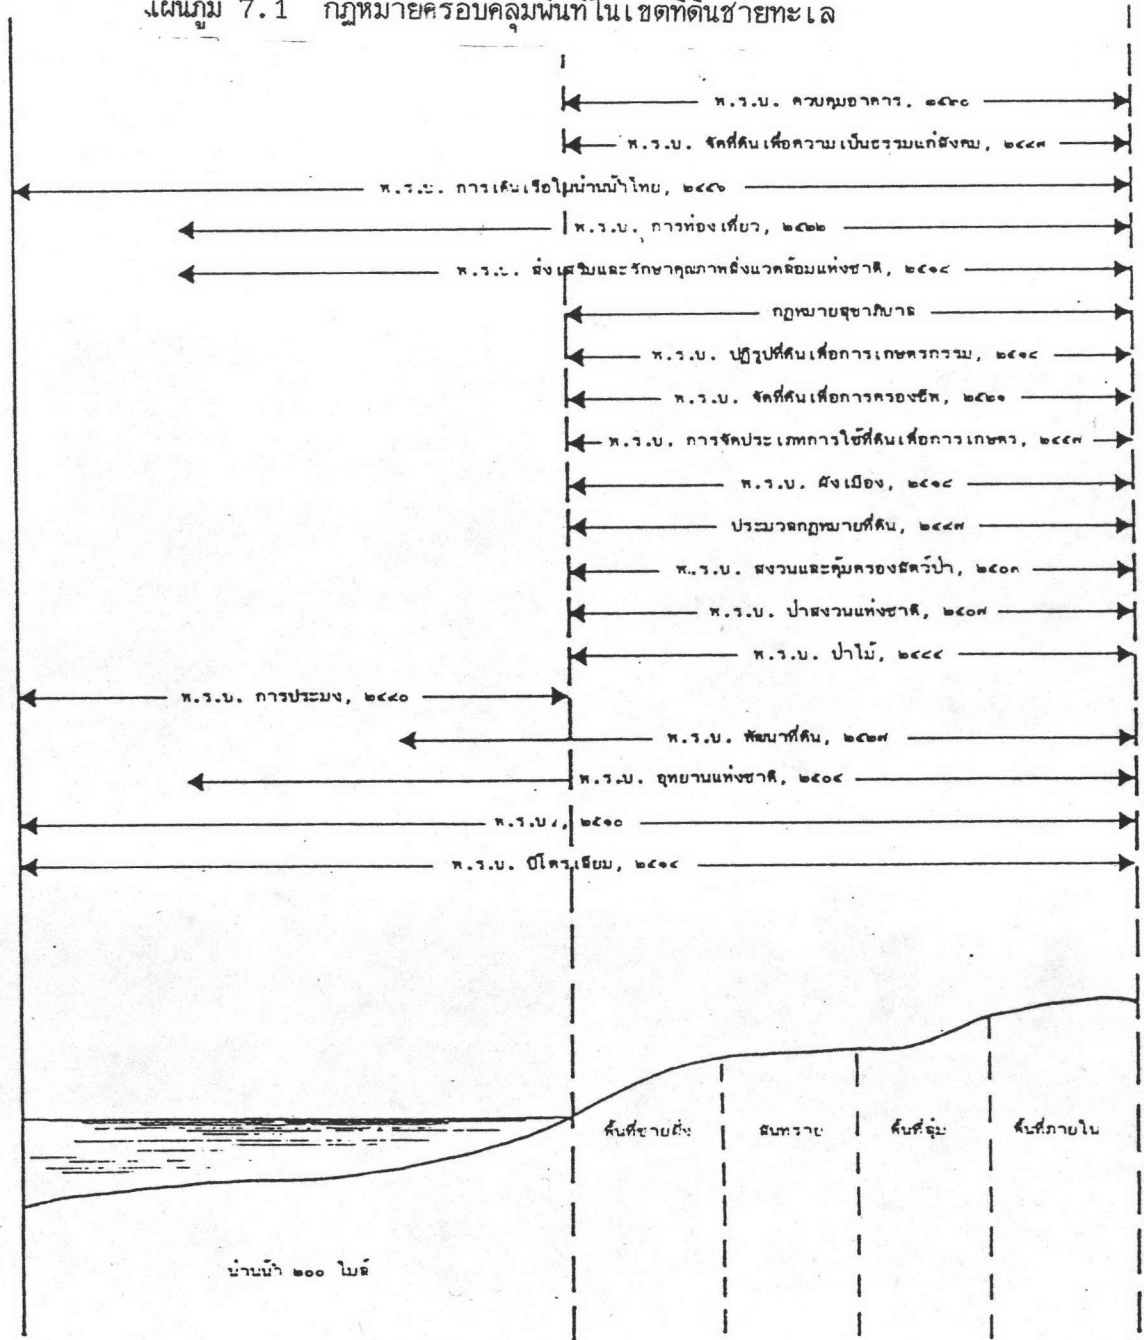 แผนภูมิ 7.1 กฎหมายครอบคลุมพื้นที่ในเขตที่ดินชายทะเล
พ.ร.บ. ควบคุมอาคาร,
พ.ร.บ. จัดที่ดินเพื่อความเป็นธรรมแก่สังคม,
พ.ร.บ. การเดินเรือในน่านน้ำไทย, ๒๔๕๖
พ.ร.บ. การท่องเที่ยว, ๒๕๒๒
พ.ร.บ. ส่งเสริมและรักษาคุณภาพสิ่งแวดล้อมแห่งชาติ, ๒๕๑๘
กฎหมายสุขาภิบาล
พ.ร.บ. ปฏิรูปที่ดินเพื่อการเกษตรกรรม, ๒๕๑๘
พ.ร.บ. จัดที่ดินเพื่อการครองชีพ, ๒๕๒๑
พ.ร.บ. การจัดประเภทการใช้ที่ดินเพื่อการเกษตร,
พ.ร.บ. ผังเมือง, ๒๕๑๘
ประมวลกฎหมายที่ดิน, ๒๔๙๗
พ.ร.บ. สงวนและคุ้มครองสัตว์ป่า, ๒๕๐๓
พ.ร.บ. ป่าสงวนแห่งชาติ, ๒๕๐๗
พ.ร.บ. ป่าไม้, ๒๔๘๔
พ.ร.บ. การประมง, ๒๔๙๐
พ.ร.บ. พัฒนาที่ดิน,
พ.ร.บ. อุทยานแห่งชาติ, ๒๕๐๔
พ.ร.บ , ๒๕๑๐
พ.ร.บ. ปิโตรเลียม, ๒๕๑๔
พื้นที่ชายฝั่ง สันทราย พื้นที่ลุ่ม พื้นที่ภายใน
น่านน้ำ ๒๐๐ ไมล์